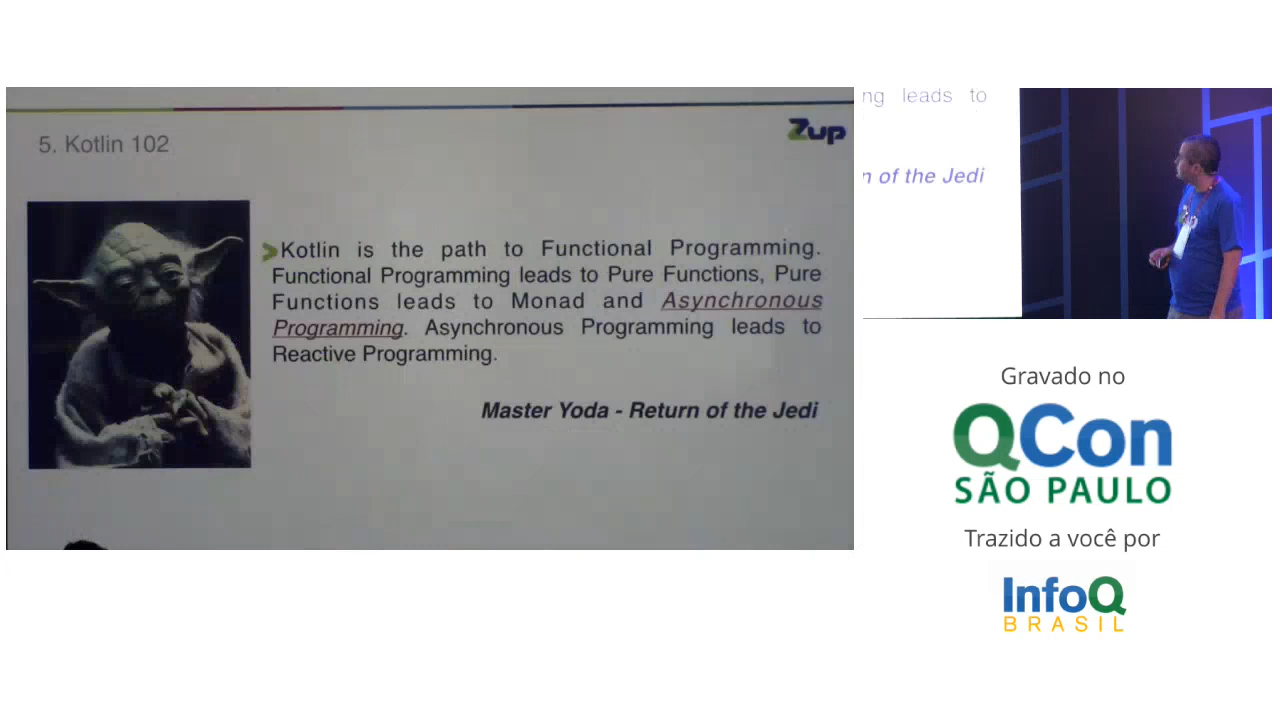 5. Kotlin 102
Zup
Kotlin is the path to Functional Programming.
Functional Programming leads to Pure Functions, Pure
Functions leads to Monad and Asynchronous
Programming. Asynchronous Programming leads to
Reactive Programming.
Master Yoda - Return of the Jedi
ng leads to
n of the Jedi
Gravado no
QCon
SÃO PAULO
Trazido a você por
InfoQ
BRASIL